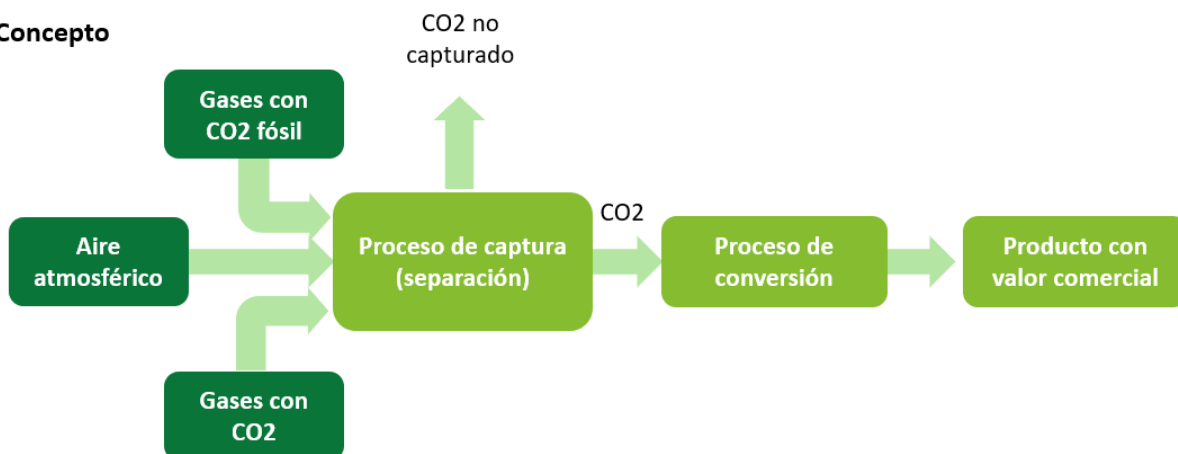 Concepto
CO2 no
capturado
Gases con
CO2 fósil
Aire
atmosférico
Proceso de captura
(separación)
CO2
Proceso de
conversión
Producto con
valor comercial
Gases con
CO2